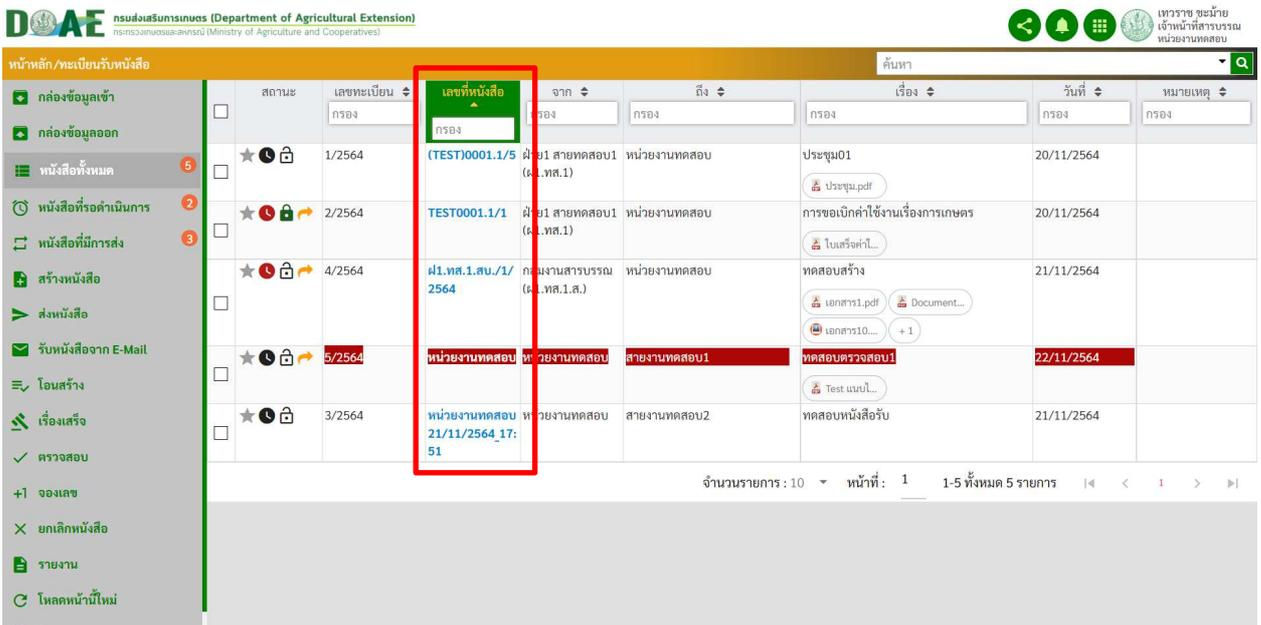 DOAE
กรมส่งเสริมการเกษตร (Department of Agricultural Extension)
กระทรวงเกษตรและสหกรณ์ (Ministry of Agriculture and Cooperatives)
เทวราช ชะม้าย
เจ้าหน้าที่สารบรรณ
หน่วยงานทดสอบ
หน้าหลัก/ทะเบียนรับหนังสือ
ค้นหา
กล่องข้อมูลเข้า
กล่องข้อมูลออก
หนังสือทั้งหมด 5
หนังสือที่รอดำเนินการ 2
หนังสือที่มีการส่ง 3
สร้างหนังสือ
ส่งหนังสือ
รับหนังสือจาก E-Mail
โอนสร้าง
เรื่องเสร็จ
ตรวจสอบ
+1 จองเลข
ยกเลิกหนังสือ
รายงาน
โหลดหน้านี้ใหม่
สถานะ เลขทะเบียน เลขที่หนังสือ จาก ถึง เรื่อง วันที่ หมายเหตุ
กรอง กรอง กรอง กรอง กรอง กรอง กรอง
1/2564 (TEST)0001.1/5 ฝ่าย1 สายทดสอบ1 หน่วยงานทดสอบ ประชุม01 20/11/2564
(ฝ1.ทส.1)
ประชุม.pdf
2/2564 TEST0001.1/1 ฝ่าย1 สายทดสอบ1 หน่วยงานทดสอบ การขอเบิกค่าใช้งานเรื่องการเกษตร 20/11/2564
(ฝ1.ทส.1)
ใบเสร็จค่าใ...
4/2564 ฝ1.ทส.1.สบ./1/ กลุ่มงานสารบรรณ หน่วยงานทดสอบ ทดสอบสร้าง 21/11/2564
2564 (ฝ1.ทส.1.ส.)
เอกสาร1.pdf Document...
เอกสาร10.... + 1
5/2564 หน่วยงานทดสอบ หน่วยงานทดสอบ สายงานทดสอบ1 ทดสอบตรวจสอบ1 22/11/2564
Test แนบไ...
3/2564 หน่วยงานทดสอบ หน่วยงานทดสอบ สายงานทดสอบ2 ทดสอบหนังสือรับ 21/11/2564
21/11/2564_17:
51
จำนวนรายการ : 10 หน้าที่ : 1 1-5 ทั้งหมด 5 รายการ |< < 1 > >|